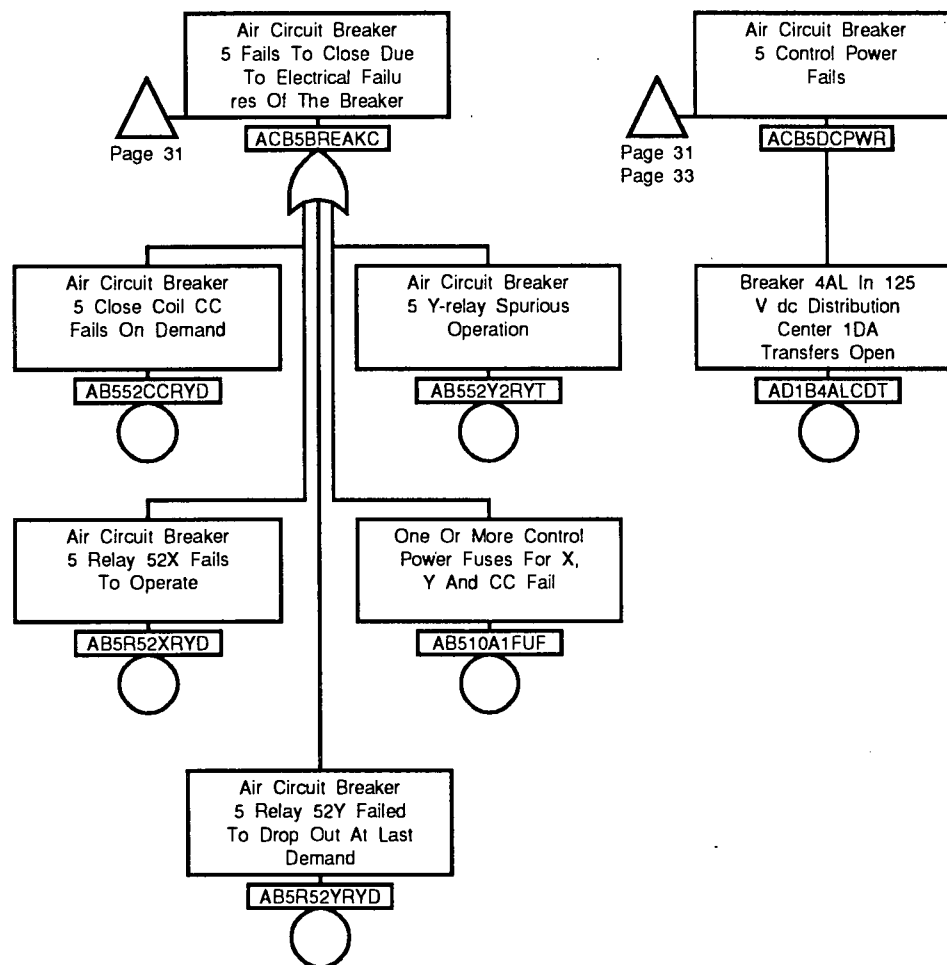 Air Circuit Breaker
5 Fails To Close Due
To Electrical Failu
res Of The Breaker
Page 31
ACB5BREAKC
Air Circuit Breaker
5 Control Power
Fails
Page 31
Page 33
ACB5DCPWR
Air Circuit Breaker
5 Close Coil CC
Fails On Demand
AB552CCRYD
Air Circuit Breaker
5 Y-relay Spurious
Operation
AB552Y2RYT
Breaker 4AL In 125
V dc Distribution
Center 1DA
Transfers Open
AD1B4ALCDT
Air Circuit Breaker
5 Relay 52X Fails
To Operate
AB5R52XRYD
One Or More Control
Power Fuses For X,
Y And CC Fail
AB510A1FUF
Air Circuit Breaker
5 Relay 52Y Failed
To Drop Out At Last
Demand
AB5R52YRYD